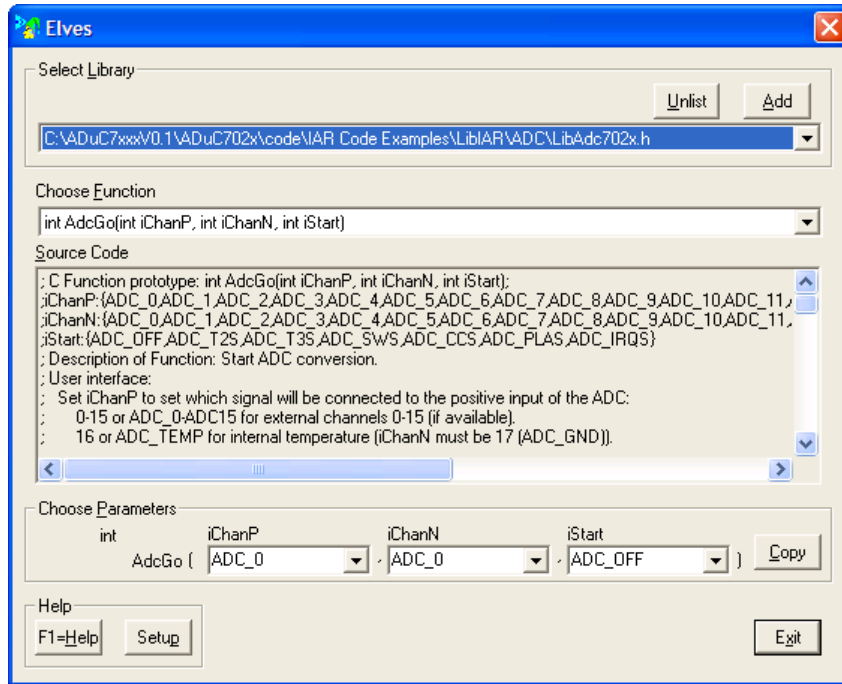 Elves
Select Library
Unlist
Add
C:\ADuC7xxxV0.1\ADuC702x\code\IAR Code Examples\LibIAR\ADC\LibAdc702x.h
Choose Function
int AdcGo(int iChanP, int iChanN, int iStart)
Source Code
; C Function prototype: int AdcGo(int iChanP, int iChanN, int iStart);
;iChanP:{ADC_0,ADC_1,ADC_2,ADC_3,ADC_4,ADC_5,ADC_6,ADC_7,ADC_8,ADC_9,ADC_10,ADC_11,
;iChanN:{ADC_0,ADC_1,ADC_2,ADC_3,ADC_4,ADC_5,ADC_6,ADC_7,ADC_8,ADC_9,ADC_10,ADC_11,
;iStart:{ADC_OFF,ADC_T2S,ADC_T3S,ADC_SWS,ADC_CCS,ADC_PLAS,ADC_IRQS}
; Description of Function: Start ADC conversion.
; User interface:
; Set iChanP to set which signal will be connected to the positive input of the ADC:
; 0-15 or ADC_0-ADC15 for external channels 0-15 (if available).
; 16 or ADC_TEMP for internal temperature (iChanN must be 17 (ADC_GND)).
Choose Parameters
int iChanP iChanN iStart
AdcGo ( ADC_0 , ADC_0 , ADC_OFF ) Copy
Help
F1=Help Setup Exit